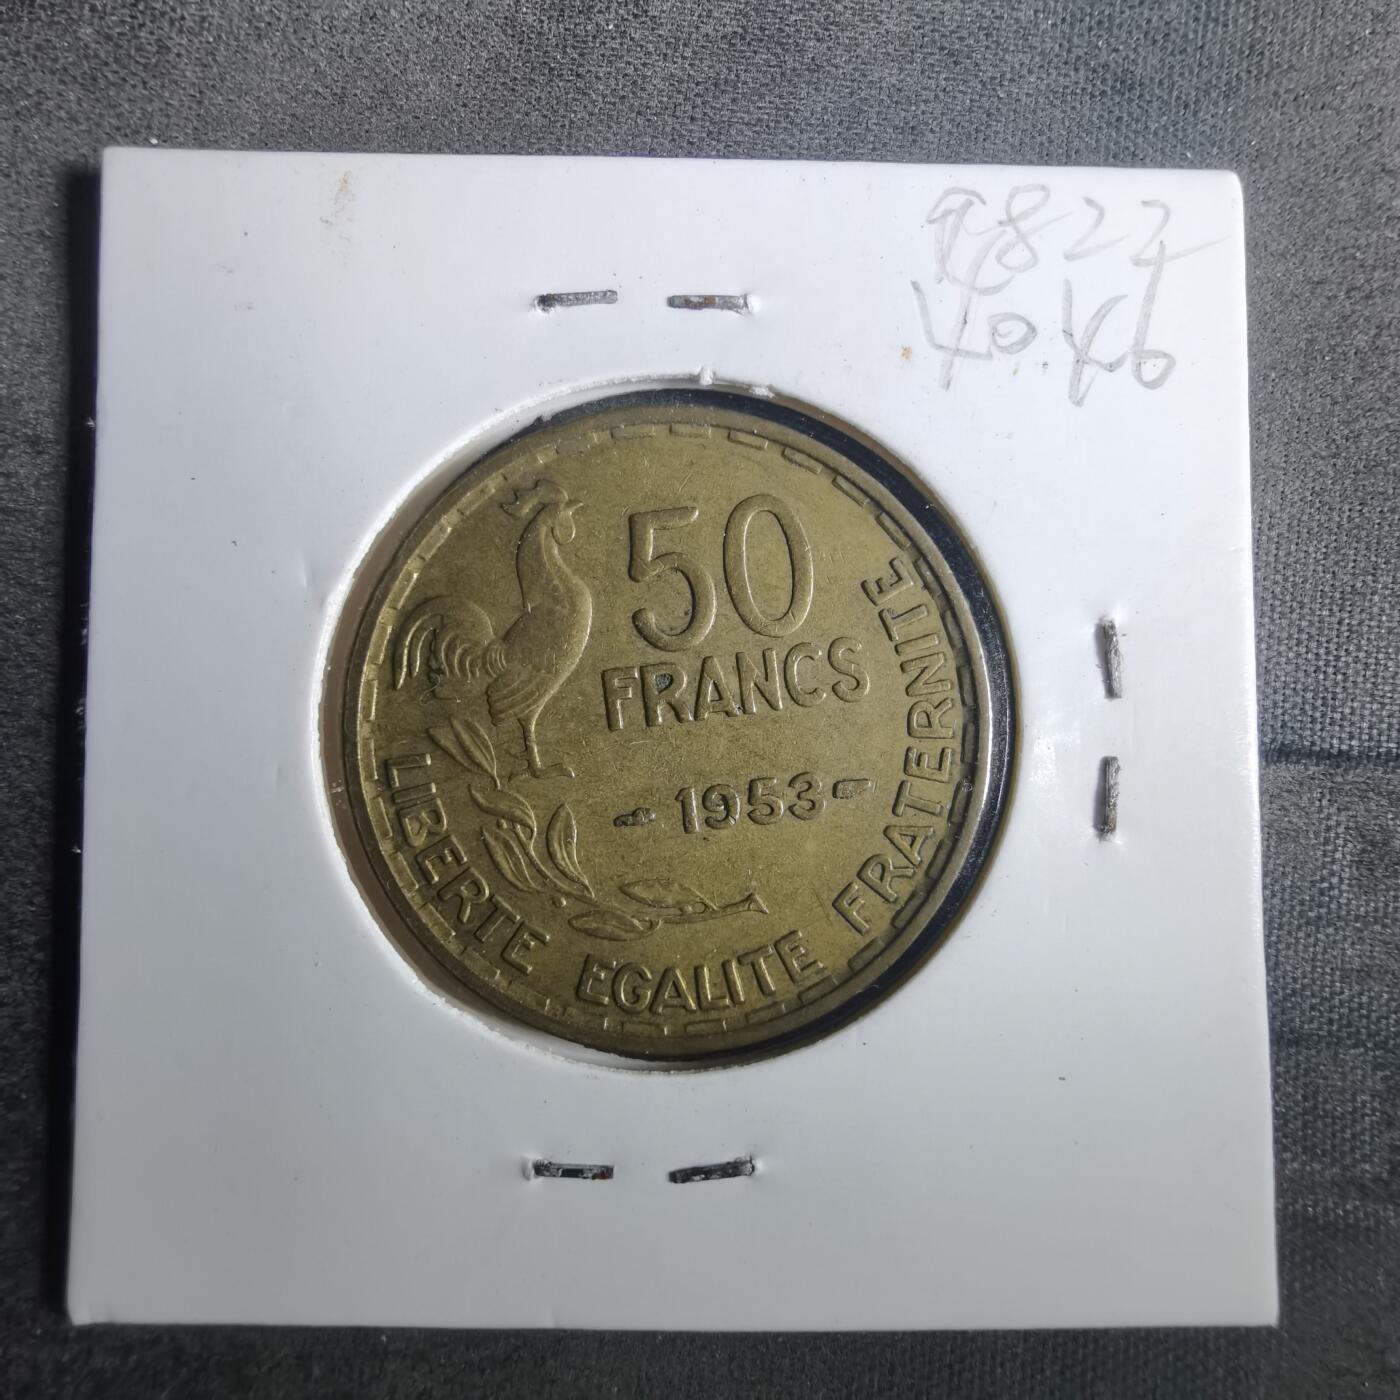 50
FRANCS
- 1953 -
LIBERTE EGALITE FRATERNITE